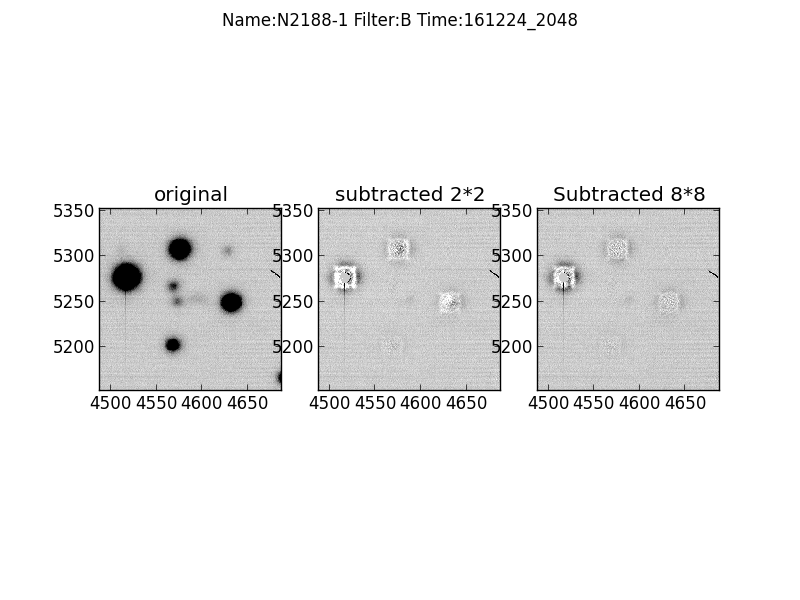 Name:N2188-1 Filter:B Time:161224_2048
original
subtracted 2*2
Subtracted 8*8
5350 5350 5350
5300 5300 5300
5250 5250 5250
5200 5200 5200
4500 4550 4600 4650 4500 4550 4600 4650 4500 4550 4600 4650